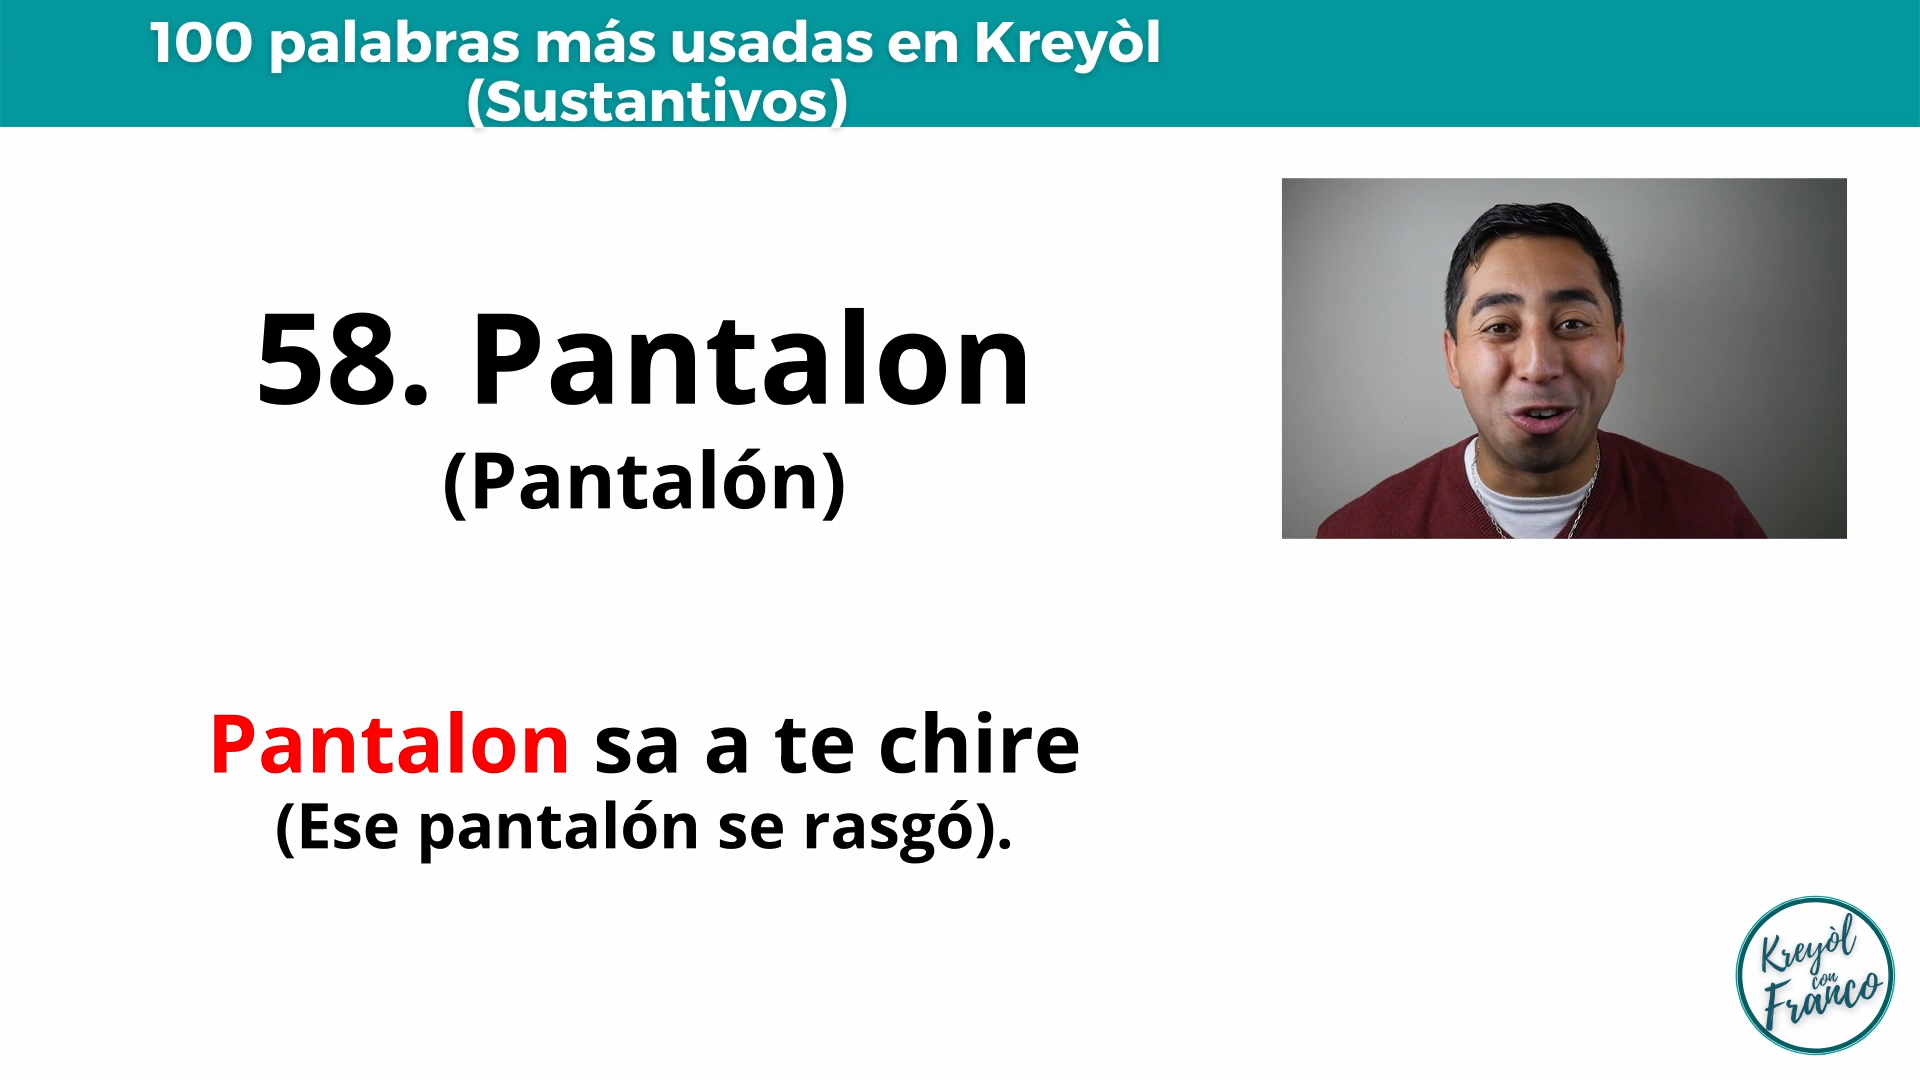 100 palabras más usadas en Kreyòl
(Sustantivos)
58. Pantalon
(Pantalón)
Pantalon sa a te chire
(Ese pantalón se rasgó).
Kreyòl
con
Franco